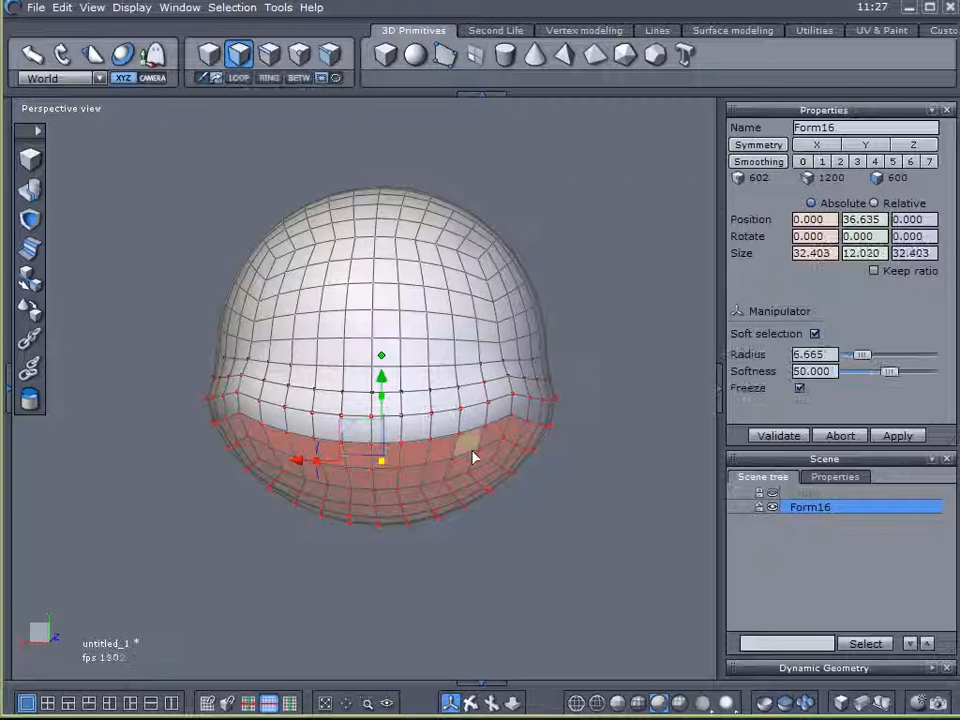 File Edit View Display Window Selection Tools Help 11:27
3D Primitives Second Life Vertex modeling Lines Surface modeling Utilities UV & Paint Custo
World XYZ CAMERA LOOP RING BETW
Perspective view
Properties
Name Form16
Symmetry X Y Z
Smoothing 0 1 2 3 4 5 6 7
602 1200 600
Absolute Relative
Position 0.000 36.635 0.000
Rotate 0.000 0.000 0.000
Size 32.403 12.020 32.403
Keep ratio
Manipulator
Soft selection
Radius 6.665
Softness 50.000
Freeze
Validate Abort Apply
Scene
Scene tree Properties
Form16
untitled_1 *
fps 1902
Select
Dynamic Geometry